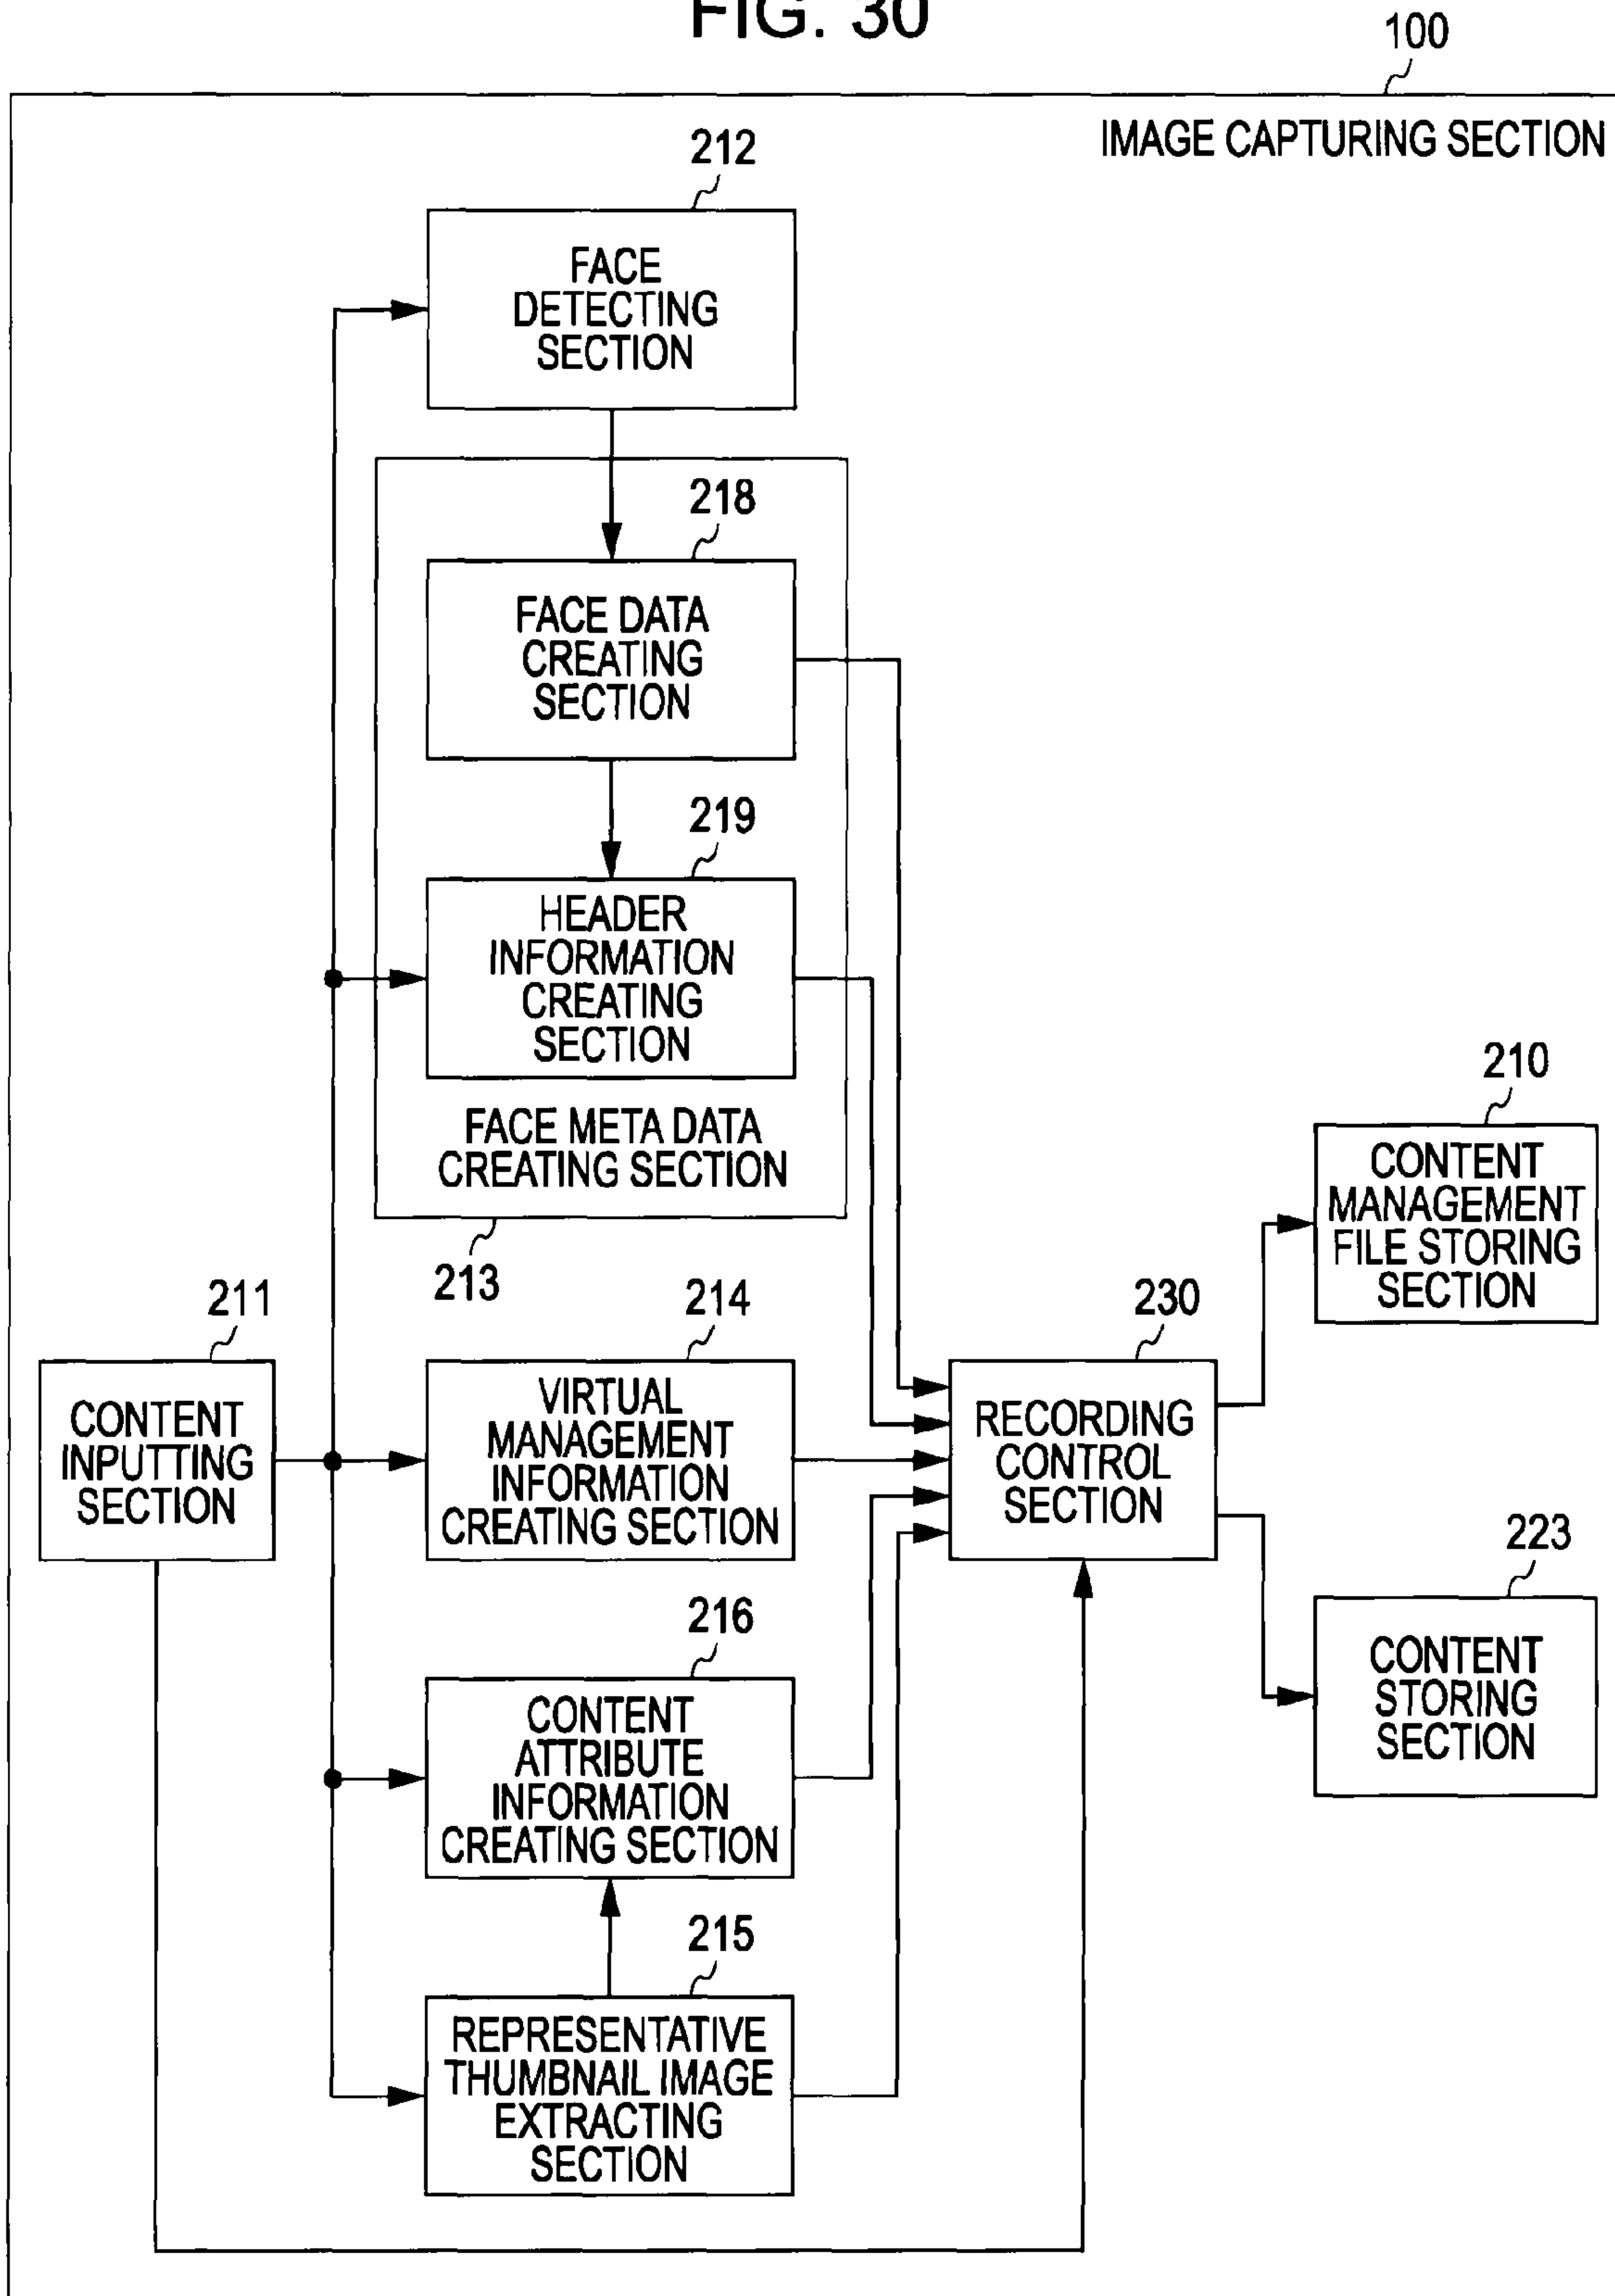 FIG. 30
100
IMAGE CAPTURING SECTION
212
FACE
DETECTING
SECTION
218
FACE DATA
CREATING
SECTION
219
HEADER
INFORMATION
CREATING
SECTION
FACE META DATA
CREATING SECTION
213
210
CONTENT
MANAGEMENT
FILE STORING
SECTION
211
CONTENT
INPUTTING
SECTION
214
VIRTUAL
MANAGEMENT
INFORMATION
CREATING SECTION
230
RECORDING
CONTROL
SECTION
223
CONTENT
STORING
SECTION
216
CONTENT
ATTRIBUTE
INFORMATION
CREATING SECTION
215
REPRESENTATIVE
THUMBNAIL IMAGE
EXTRACTING
SECTION